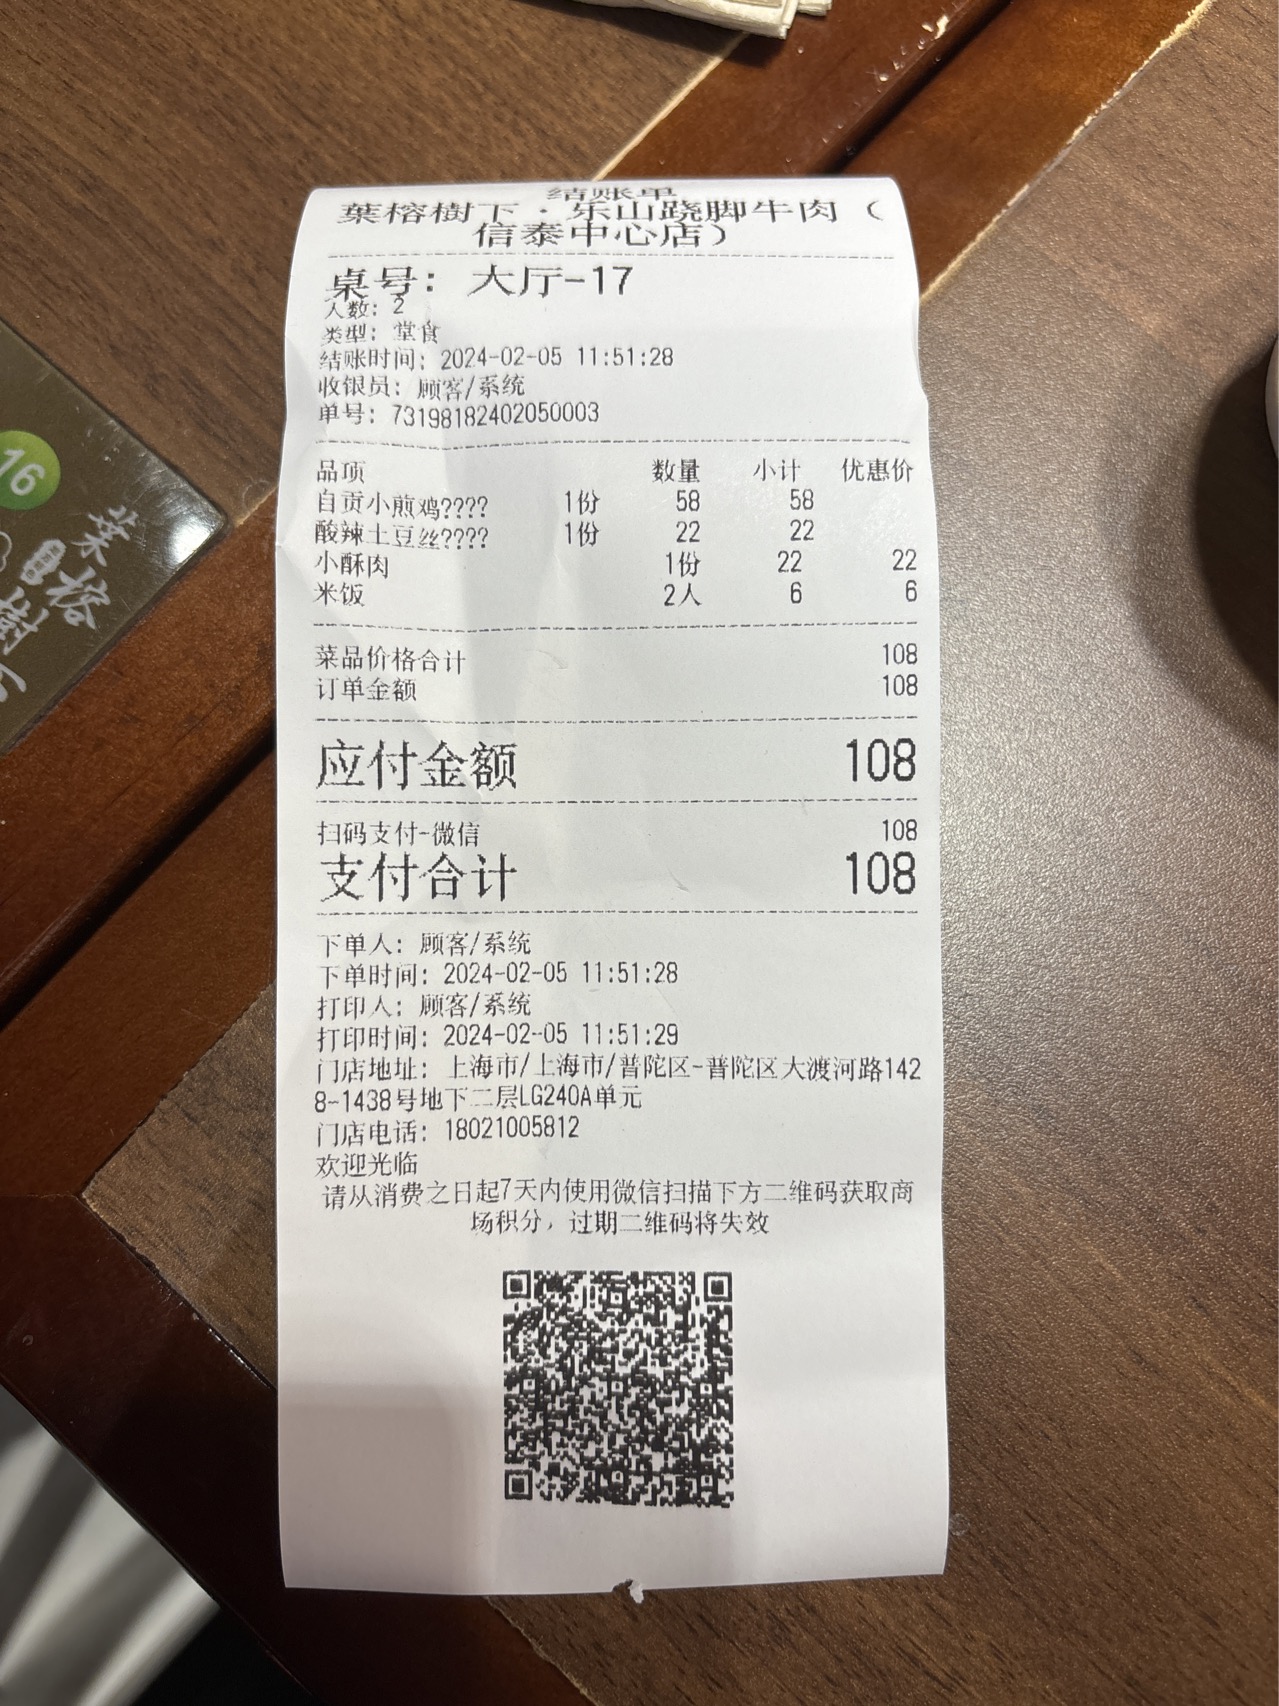 结账单
葉榕樹下·乐山跷脚牛肉（
信泰中心店）
桌号： 大厅-17
人数：2
类型：堂食
结账时间：2024-02-05 11:51:28
收银员：顾客/系统
单号：73198182402050003
品项 数量 小计 优惠价
自贡小煎鸡???? 1份 58 58
酸辣土豆丝???? 1份 22 22
小酥肉 1份 22 22
米饭 2人 6 6
菜品价格合计 108
订单金额 108
应付金额 108
扫码支付-微信 108
支付合计 108
下单人：顾客/系统
下单时间：2024-02-05 11:51:28
打印人：顾客/系统
打印时间：2024-02-05 11:51:29
门店地址：上海市/上海市/普陀区-普陀区大渡河路142
8-1438号地下二层LG240A单元
门店电话：18021005812
欢迎光临
请从消费之日起7天内使用微信扫描下方二维码获取商
场积分，过期二维码将失效
16
葉榕樹下